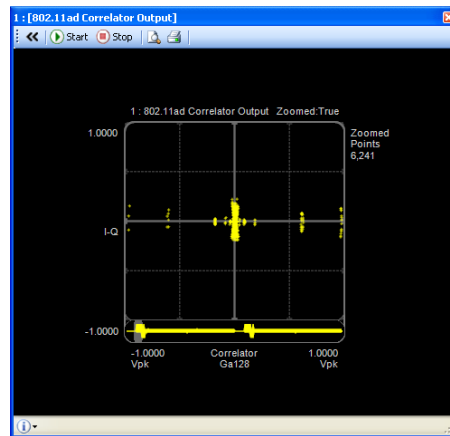 1 : [802.11ad Correlator Output]
Start Stop
1 : 802.11ad Correlator Output Zoomed:True
1.0000
Zoomed
Points
6,241
I-Q
-1.0000
-1.0000 Correlator 1.0000
Vpk Ga128 Vpk